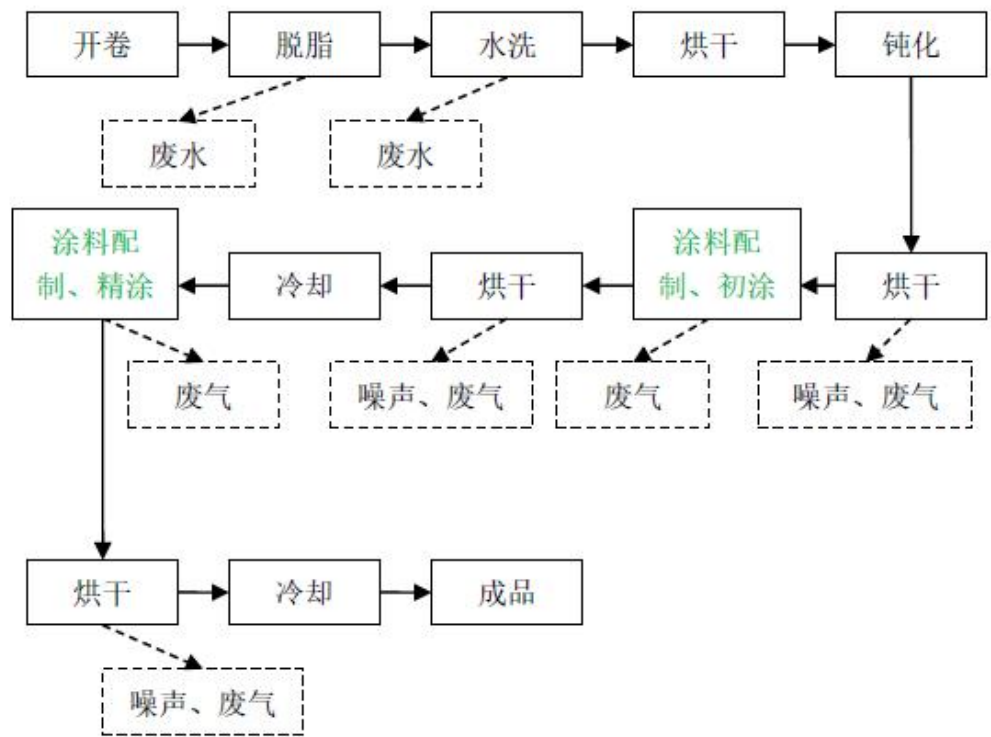 开卷
脱脂
水洗
烘干
钝化
废水
废水
涂料配
制、精涂
冷却
烘干
涂料配
制、初涂
烘干
废气
噪声、废气
废气
噪声、废气
烘干
冷却
成品
噪声、废气